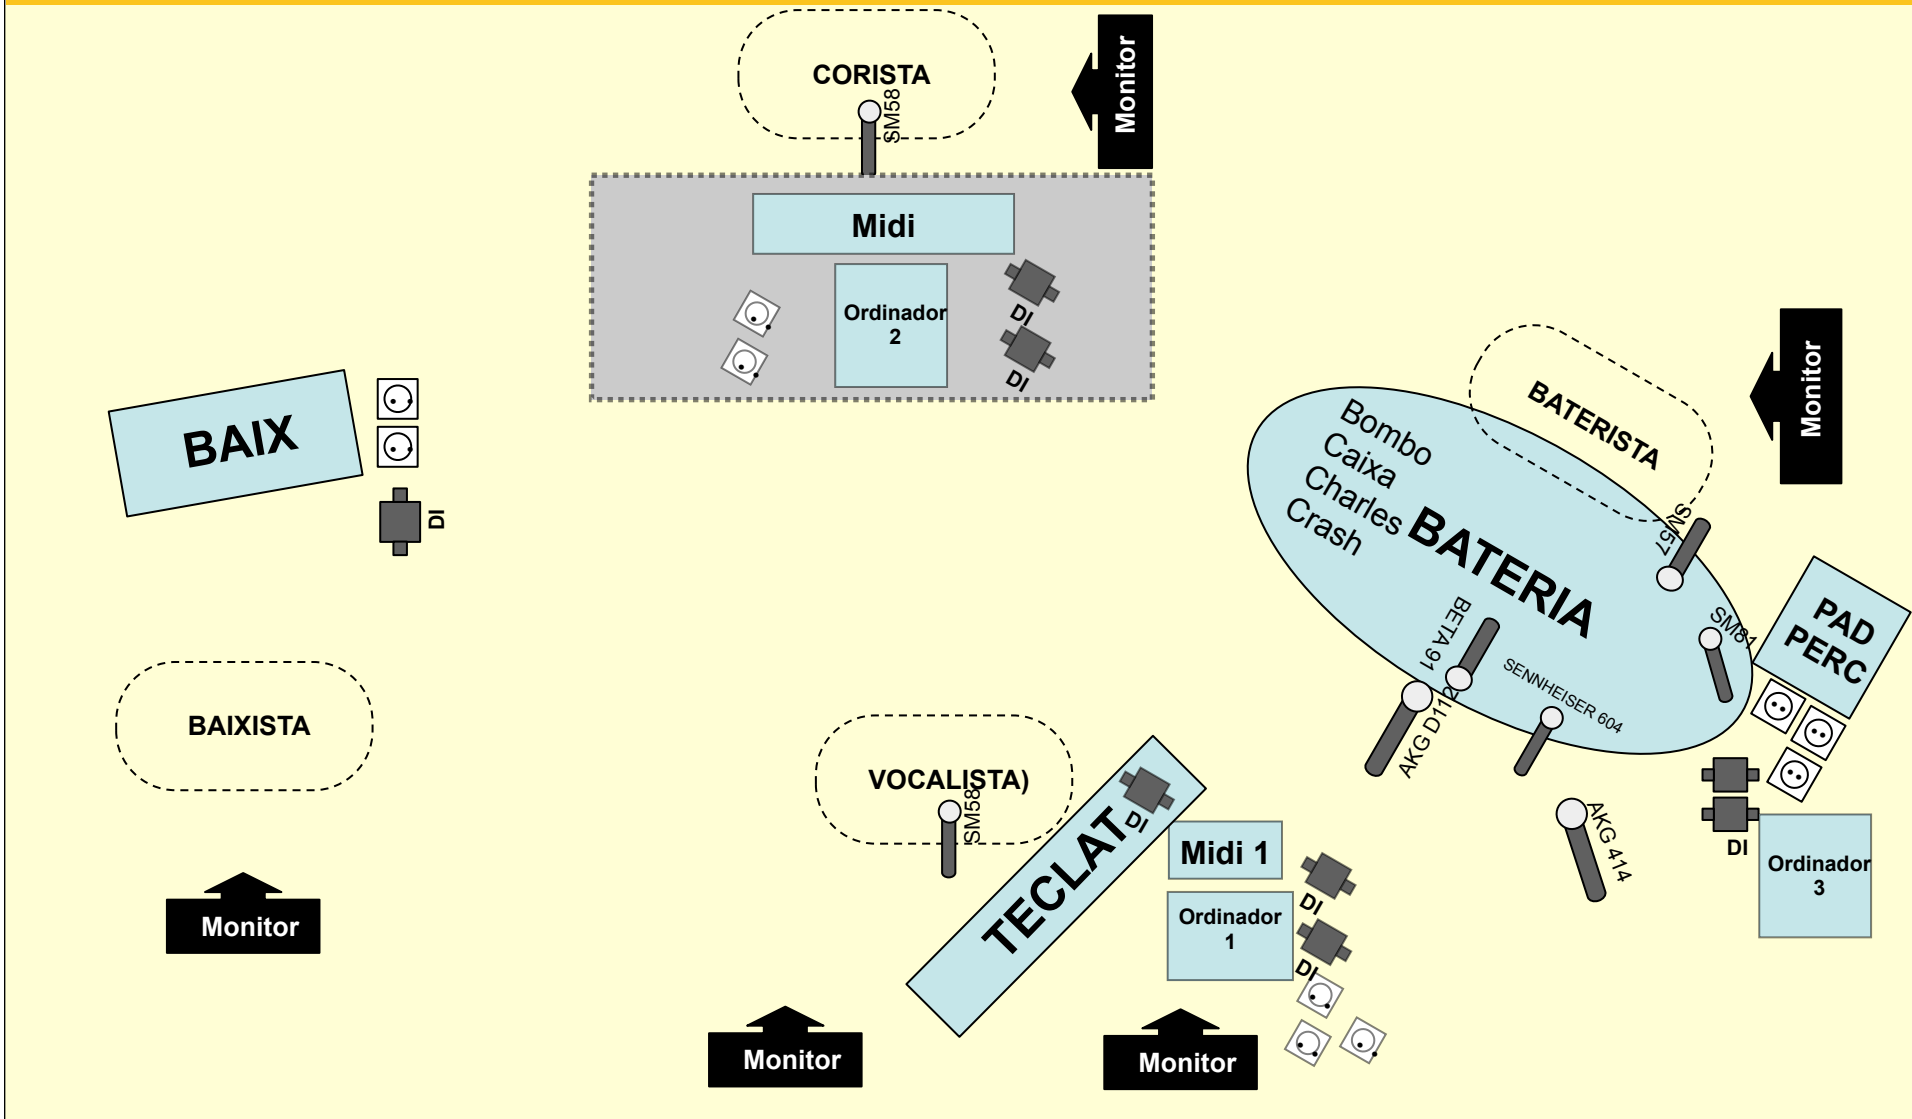 CORISTA
SM58
Monitor
Midi
Ordinador
2
DI
DI
BAIX
DI
BAIXISTA
Monitor
BATERISTA
Monitor
Bombo
Caixa
Charles
Crash
BATERIA
SM57
SM81
BETA 91
AKG D112
SENNHEISER 604
PAD
PERC
AKG 414
DI
Ordinador
3
VOCALISTA)
SM58
TECLAT
DI
Midi 1
Ordinador
1
DI
DI
Monitor
Monitor